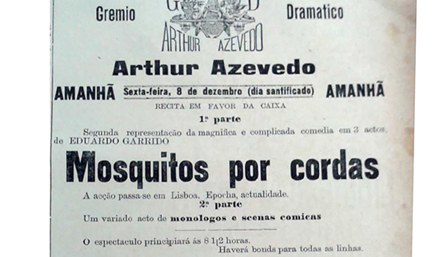 Gremio Dramatico
ARTHUR AZEVEDO
Arthur Azevedo
AMANHÃ Sexta-feira, 8 de dezembro (dia santificado) AMANHÃ
RECITA EM FAVOR DA CAIXA
1.ª parte
Segunda representação da magnifica e complicada comedia em 3 actos,
de EDUARDO GARRIDO
Mosquitos por cordas
A acção passa-se em Lisboa. Epocha, actualidade.
2.ª parte
Um variado acto de monologos e scenas comicas
O espectaculo principiará ás 8 1|2 horas.
Haverá bonds para todas as linhas.